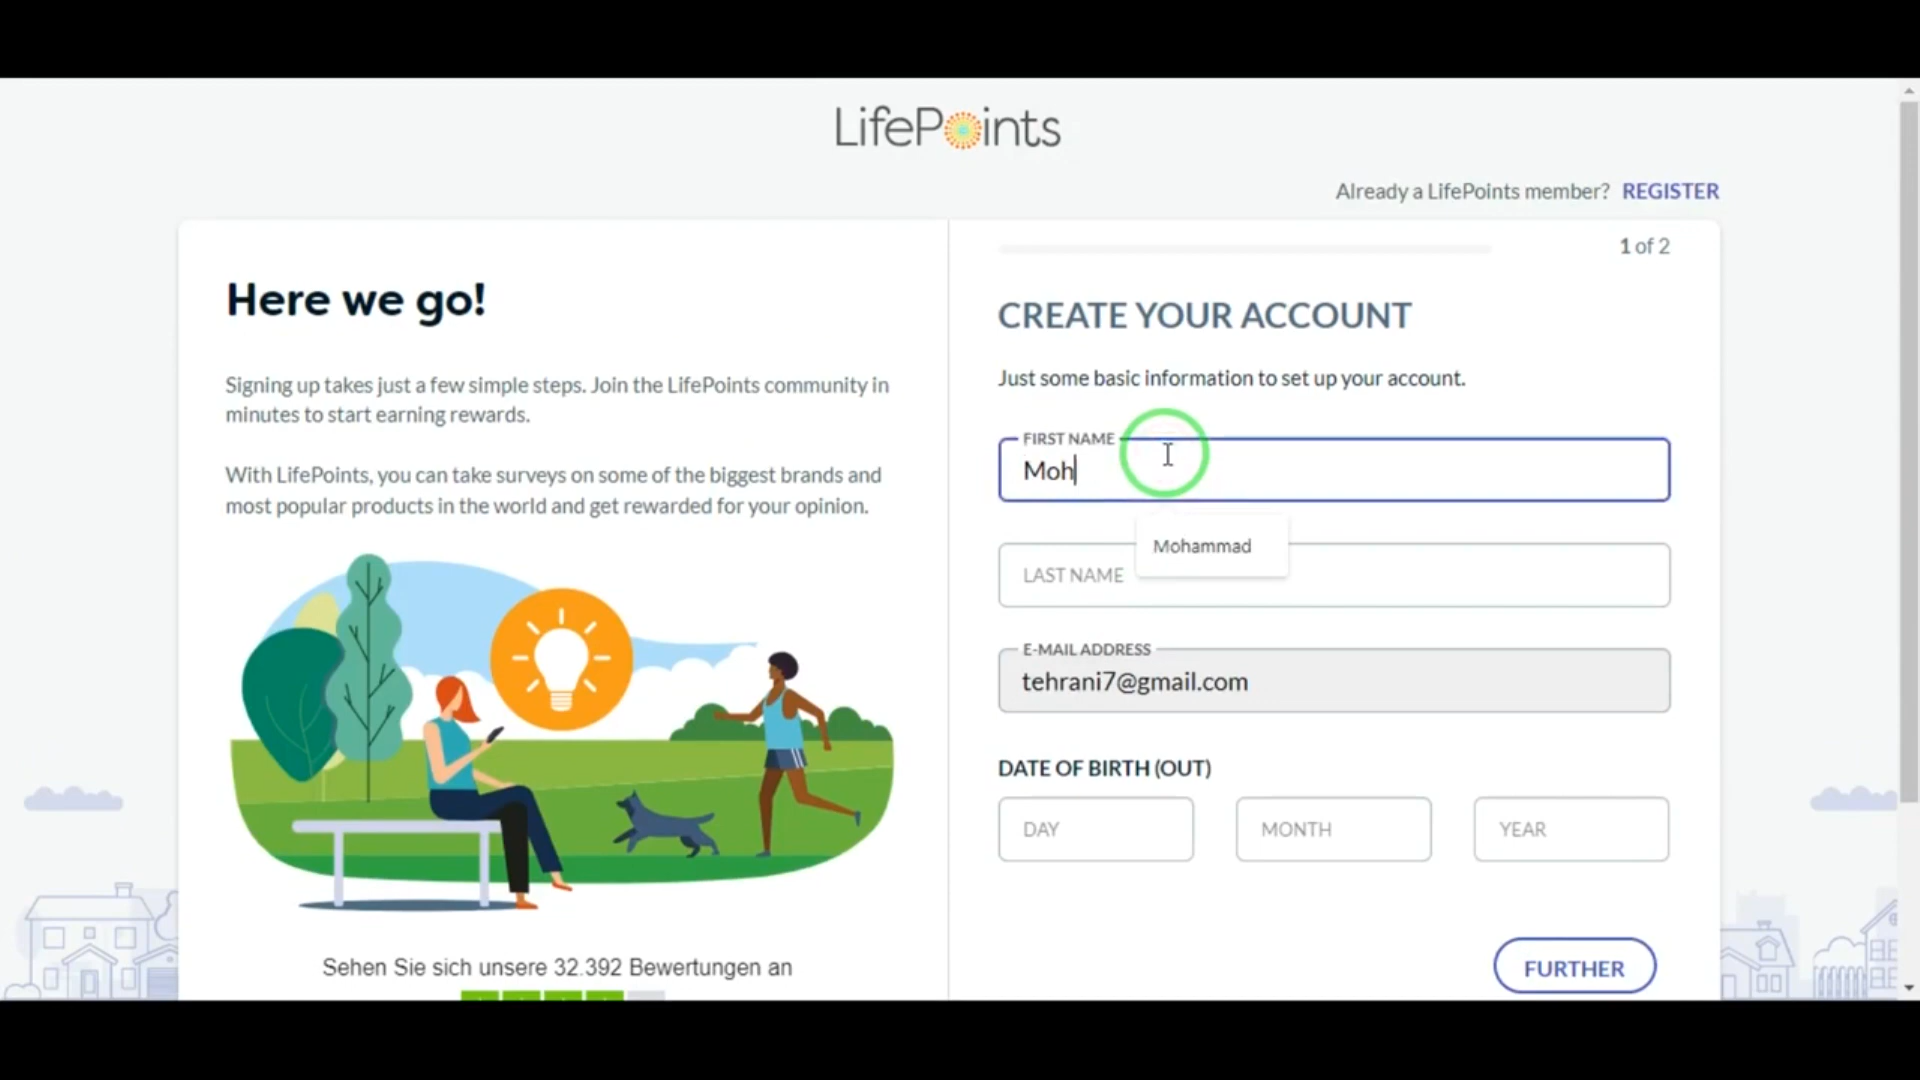 LifePoints
Already a LifePoints member? REGISTER
Here we go!
Signing up takes just a few simple steps. Join the LifePoints community in
minutes to start earning rewards.
With LifePoints, you can take surveys on some of the biggest brands and
most popular products in the world and get rewarded for your opinion.
Sehen Sie sich unsere 32.392 Bewertungen an
1 of 2
CREATE YOUR ACCOUNT
Just some basic information to set up your account.
FIRST NAME
Moh
Mohammad
LAST NAME
E-MAIL ADDRESS
tehrani7@gmail.com
DATE OF BIRTH (OUT)
DAY MONTH YEAR
FURTHER